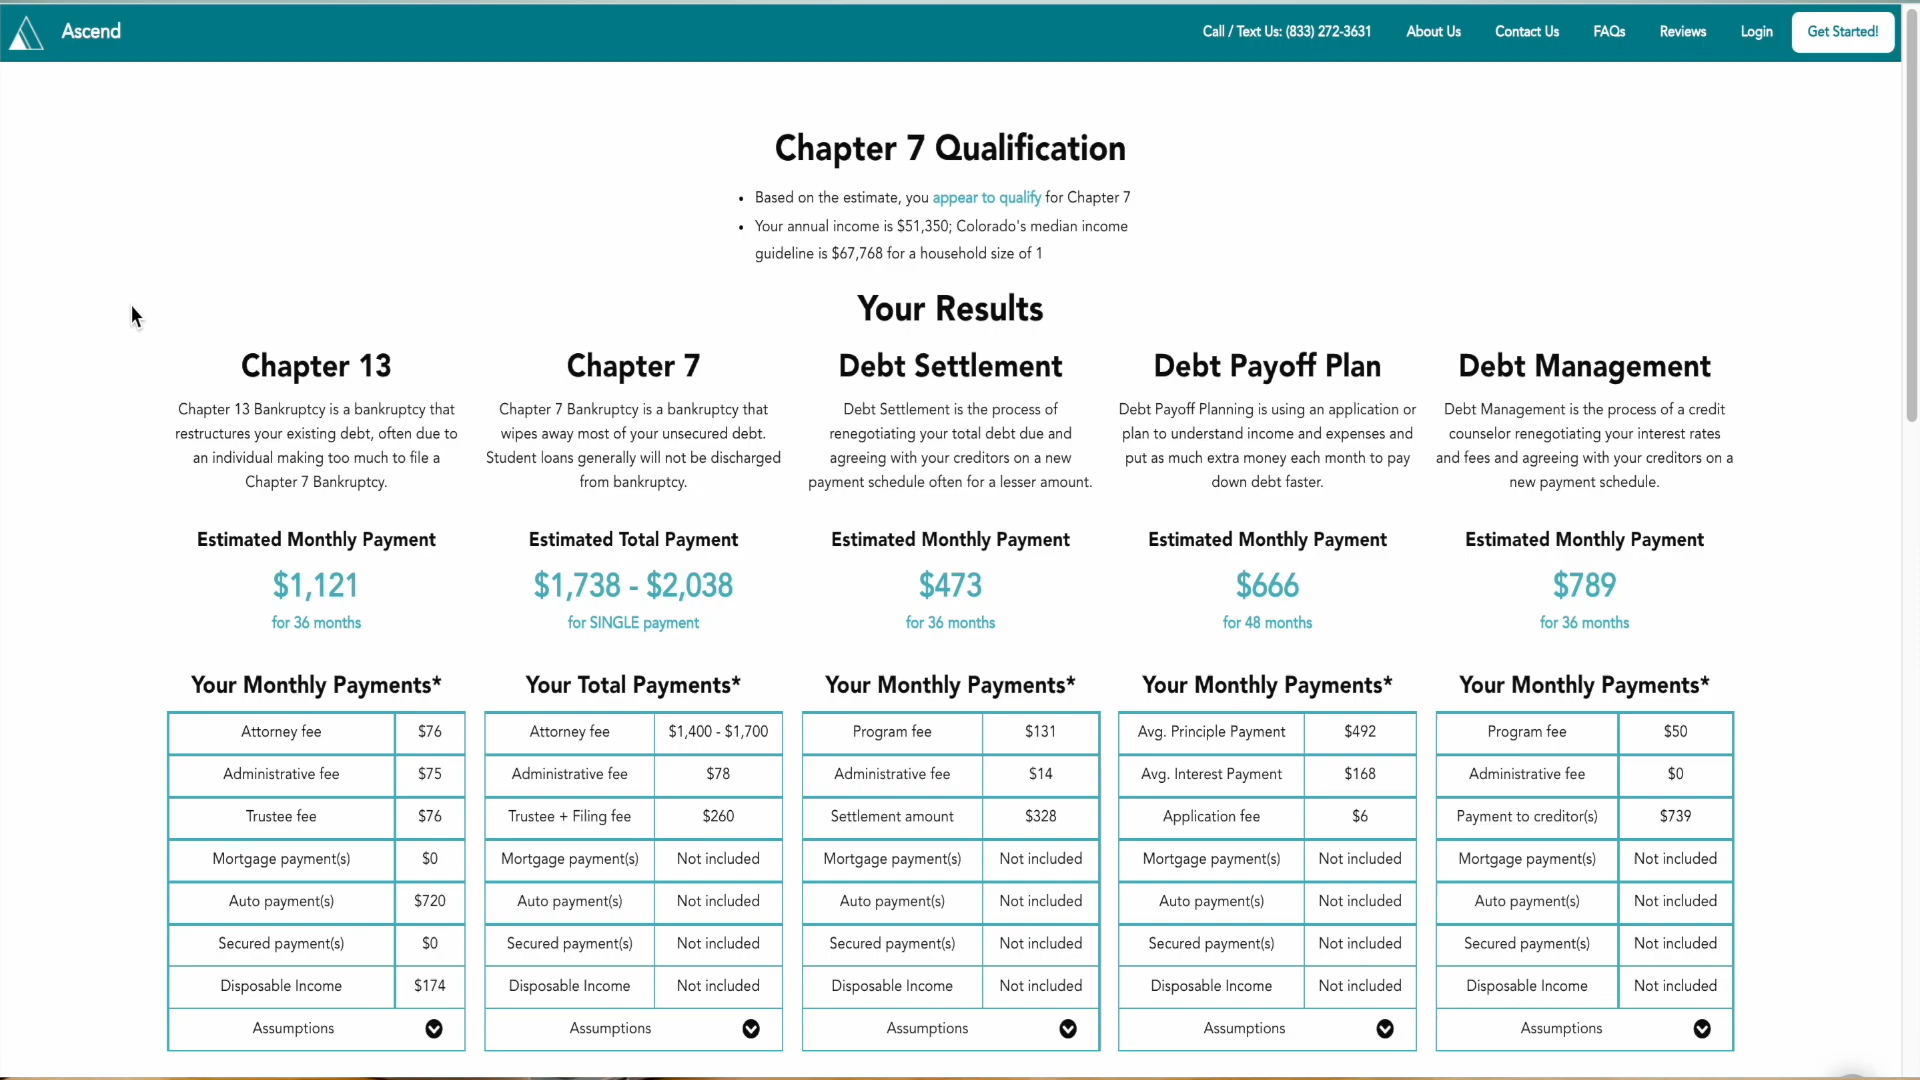 Ascend
Call / Text Us: (833) 272-3631
About Us
Contact Us
FAQs
Reviews
Login
Get Started!
Chapter 7 Qualification
• Based on the estimate, you appear to qualify for Chapter 7
• Your annual income is $51,350; Colorado's median income
guideline is $67,768 for a household size of 1
Your Results
Chapter 13
Chapter 13 Bankruptcy is a bankruptcy that
restructures your existing debt, often due to
an individual making too much to file a
Chapter 7 Bankruptcy.
Estimated Monthly Payment
$1,121
for 36 months
Your Monthly Payments*
Attorney fee $76
Administrative fee $75
Trustee fee $76
Mortgage payment(s) $0
Auto payment(s) $720
Secured payment(s) $0
Disposable Income $174
Assumptions
Chapter 7
Chapter 7 Bankruptcy is a bankruptcy that
wipes away most of your unsecured debt.
Student loans generally will not be discharged
from bankruptcy.
Estimated Total Payment
$1,738 - $2,038
for SINGLE payment
Your Total Payments*
Attorney fee $1,400 - $1,700
Administrative fee $78
Trustee + Filing fee $260
Mortgage payment(s) Not included
Auto payment(s) Not included
Secured payment(s) Not included
Disposable Income Not included
Assumptions
Debt Settlement
Debt Settlement is the process of
renegotiating your total debt due and
agreeing with your creditors on a new
payment schedule often for a lesser amount.
Estimated Monthly Payment
$473
for 36 months
Your Monthly Payments*
Program fee $131
Administrative fee $14
Settlement amount $328
Mortgage payment(s) Not included
Auto payment(s) Not included
Secured payment(s) Not included
Disposable Income Not included
Assumptions
Debt Payoff Plan
Debt Payoff Planning is using an application or
plan to understand income and expenses and
put as much extra money each month to pay
down debt faster.
Estimated Monthly Payment
$666
for 48 months
Your Monthly Payments*
Avg. Principle Payment $492
Avg. Interest Payment $168
Application fee $6
Mortgage payment(s) Not included
Auto payment(s) Not included
Secured payment(s) Not included
Disposable Income Not included
Assumptions
Debt Management
Debt Management is the process of a credit
counselor renegotiating your interest rates
and fees and agreeing with your creditors on a
new payment schedule.
Estimated Monthly Payment
$789
for 36 months
Your Monthly Payments*
Program fee $50
Administrative fee $0
Payment to creditor(s) $739
Mortgage payment(s) Not included
Auto payment(s) Not included
Secured payment(s) Not included
Disposable Income Not included
Assumptions